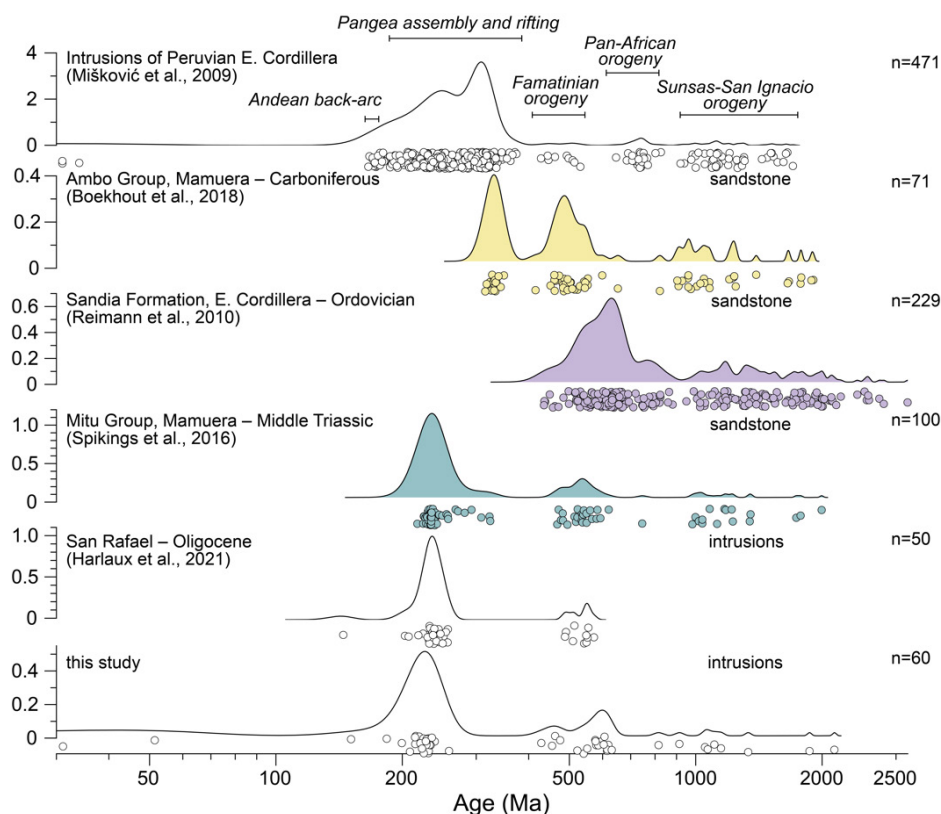 Pangea assembly and rifting
Pan-African
orogeny
4
Intrusions of Peruvian E. Cordillera
(Mišković et al., 2009)
n=471
Famatinian
orogeny
Sunsas-San Ignacio
orogeny
2
Andean back-arc
0
0.4
Ambo Group, Mamuera – Carboniferous
(Boekhout et al., 2018)
sandstone
n=71
0.2
0
Sandia Formation, E. Cordillera – Ordovician
(Reimann et al., 2010)
sandstone
n=229
0.6
0.4
0.2
0
Mitu Group, Mamuera – Middle Triassic
(Spikings et al., 2016)
sandstone
n=100
1.0
0.5
0
San Rafael – Oligocene
(Harlaux et al., 2021)
intrusions
n=50
1.0
0.5
0
this study
intrusions
n=60
0.4
0.2
0
50 100 200 500 1000 2000 2500
Age (Ma)